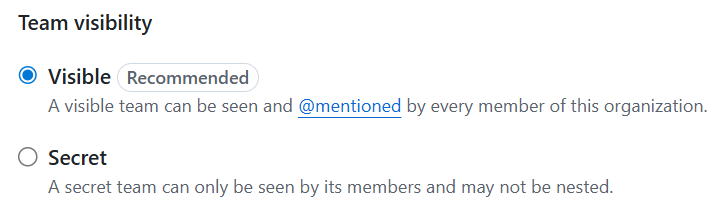 Team visibility
Visible Recommended
A visible team can be seen and @mentioned by every member of this organization.
Secret
A secret team can only be seen by its members and may not be nested.